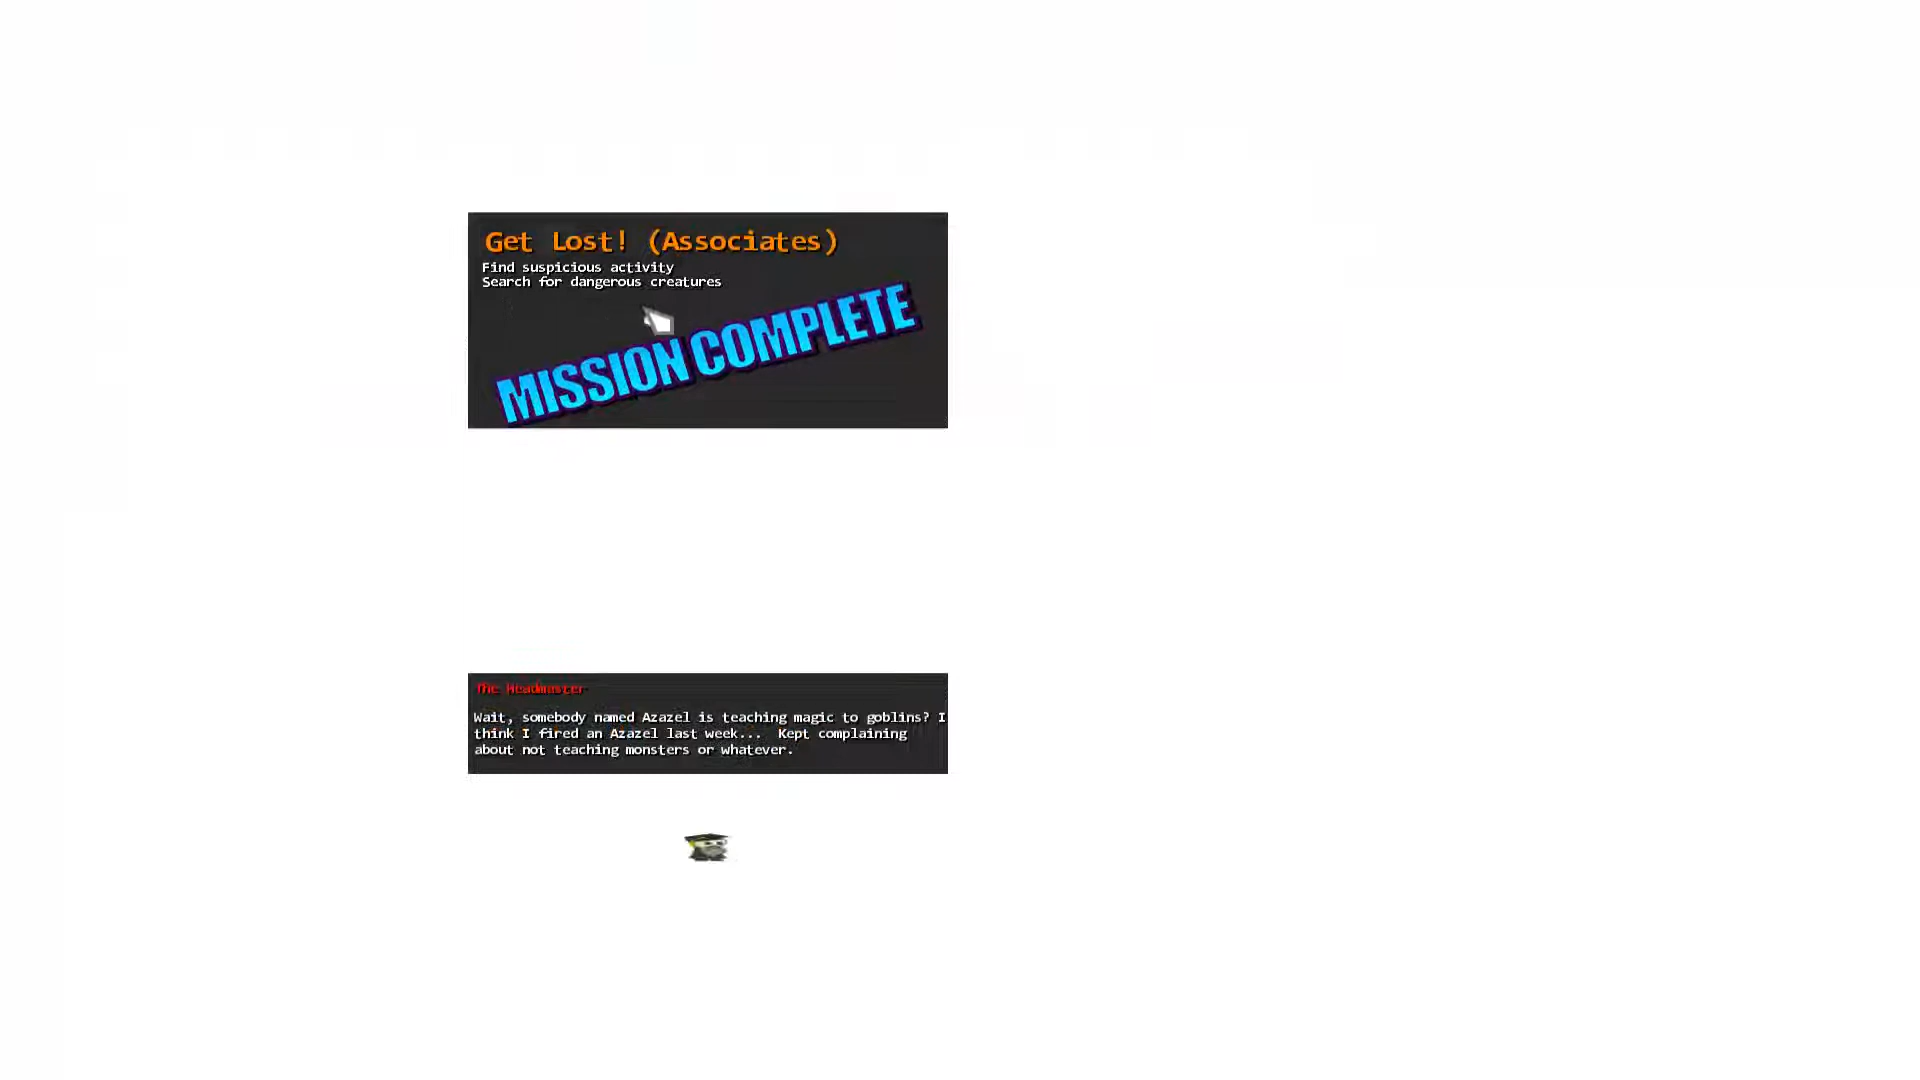 Get Lost! (Associates)
Find suspicious activity
Search for dangerous creatures
MISSION COMPLETE
The Headmaster
Wait, somebody named Azazel is teaching magic to goblins? I
think I fired an Azazel last week... Kept complaining
about not teaching monsters or whatever.